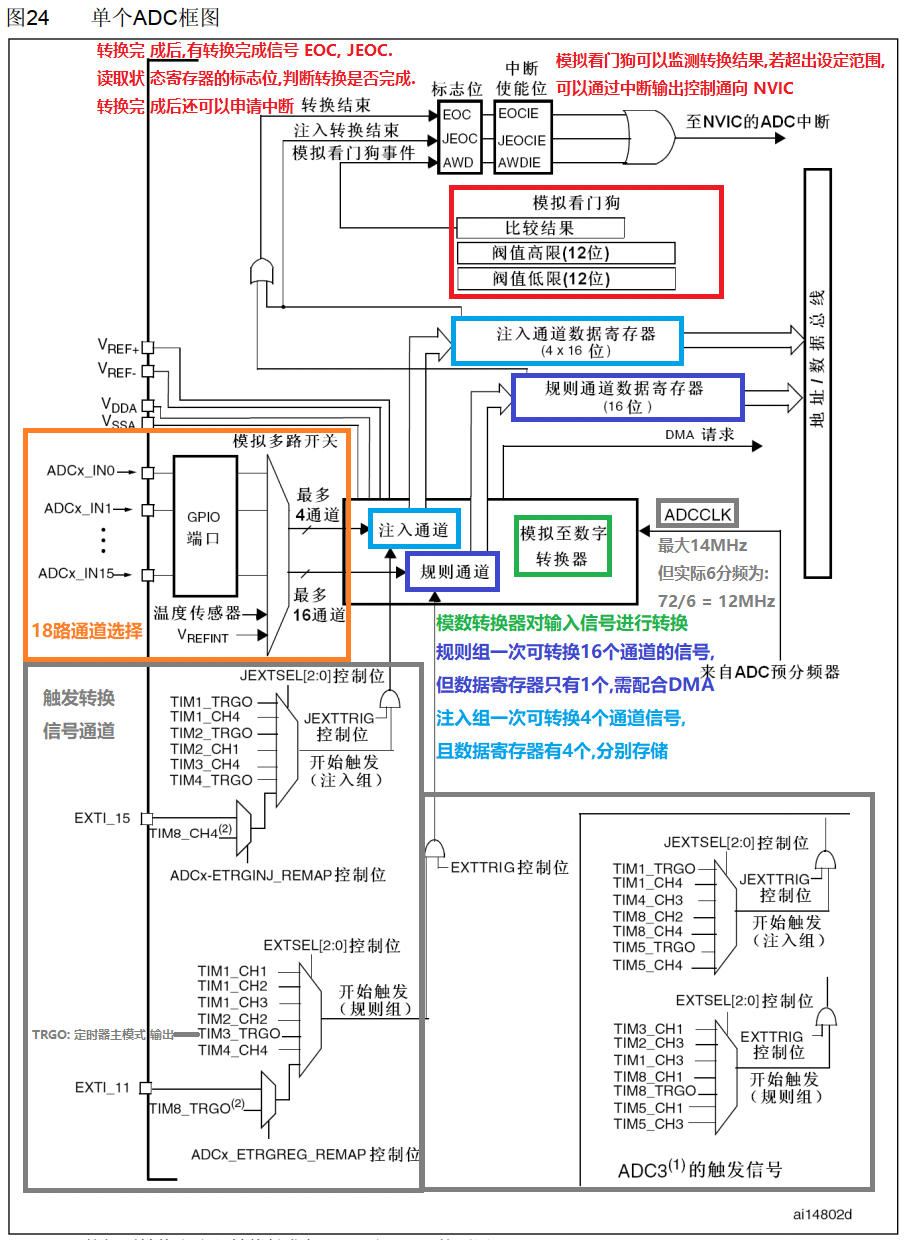 图24 单个ADC框图
转换完 成后,有转换完成信号 EOC, JEOC.
读取状 态寄存器的标志位,判断转换是否完成.
转换完 成后还可以申请中断
模拟看门狗可以监测转换结果,若超出设定范围,
可以通过中断输出控制通向 NVIC
标志位
中断
使能位
转换结束
注入转换结束
模拟看门狗事件
EOC
JEOC
AWD
EOCIE
JEOCIE
AWDIE
至NVIC的ADC中断
模拟看门狗
比较结果
阀值高限(12位)
阀值低限(12位)
地址/数据总线
注入通道数据寄存器
(4 x 16 位)
规则通道数据寄存器
(16 位)
DMA 请求
VREF+
VREF-
VDDA
VSSA
模拟多路开关
ADCx_IN0
ADCx_IN1
ADCx_IN15
GPIO
端口
最多
4通道
最多
16通道
温度传感器
VREFINT
18路通道选择
注入通道
规则通道
模拟至数字
转换器
ADCCLK
最大14MHz
但实际6分频为:
72/6 = 12MHz
来自ADC预分频器
模数转换器对输入信号进行转换
规则组一次可转换16个通道的信号,
但数据寄存器只有1个,需配合DMA
注入组一次可转换4个通道信号,
且数据寄存器有4个,分别存储
触发转换
信号通道
JEXTSEL[2:0]控制位
TIM1_TRGO
TIM1_CH4
TIM2_TRGO
TIM2_CH1
TIM3_CH4
TIM4_TRGO
JEXTTRIG
控制位
开始触发
(注入组)
EXTI_15
TIM8_CH4(2)
ADCx-ETRGINJ_REMAP控制位
EXTTRIG控制位
EXTSEL[2:0]控制位
TIM1_CH1
TIM1_CH2
TIM1_CH3
TIM2_CH2
TIM3_TRGO
TIM4_CH4
开始触发
(规则组)
TRGO: 定时器主模式 输出
EXTI_11
TIM8_TRGO(2)
ADCx_ETRGREG_REMAP控制位
JEXTSEL[2:0]控制位
TIM1_TRGO
TIM1_CH4
TIM4_CH3
TIM8_CH2
TIM8_CH4
TIM5_TRGO
TIM5_CH4
JEXTTRIG
控制位
开始触发
(注入组)
EXTSEL[2:0]控制位
TIM3_CH1
TIM2_CH3
TIM1_CH3
TIM8_CH1
TIM8_TRGO
TIM5_CH1
TIM5_CH3
EXTTRIG
控制位
开始触发
(规则组)
ADC3(1)的触发信号
ai14802d